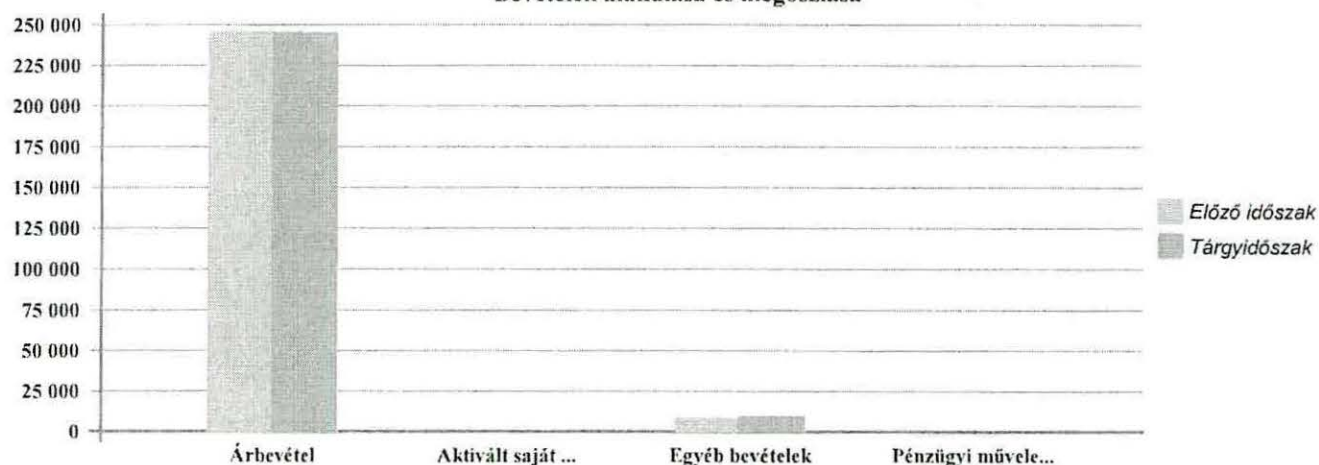 250 000
225 000
200 000
175 000
150 000
125 000
100 000
75 000
50 000
25 000
0
Árbevétel
Aktivált saját ...
Egyéb bevételek
Pénzügyi művele...
Előző időszak
Tárgyidőszak